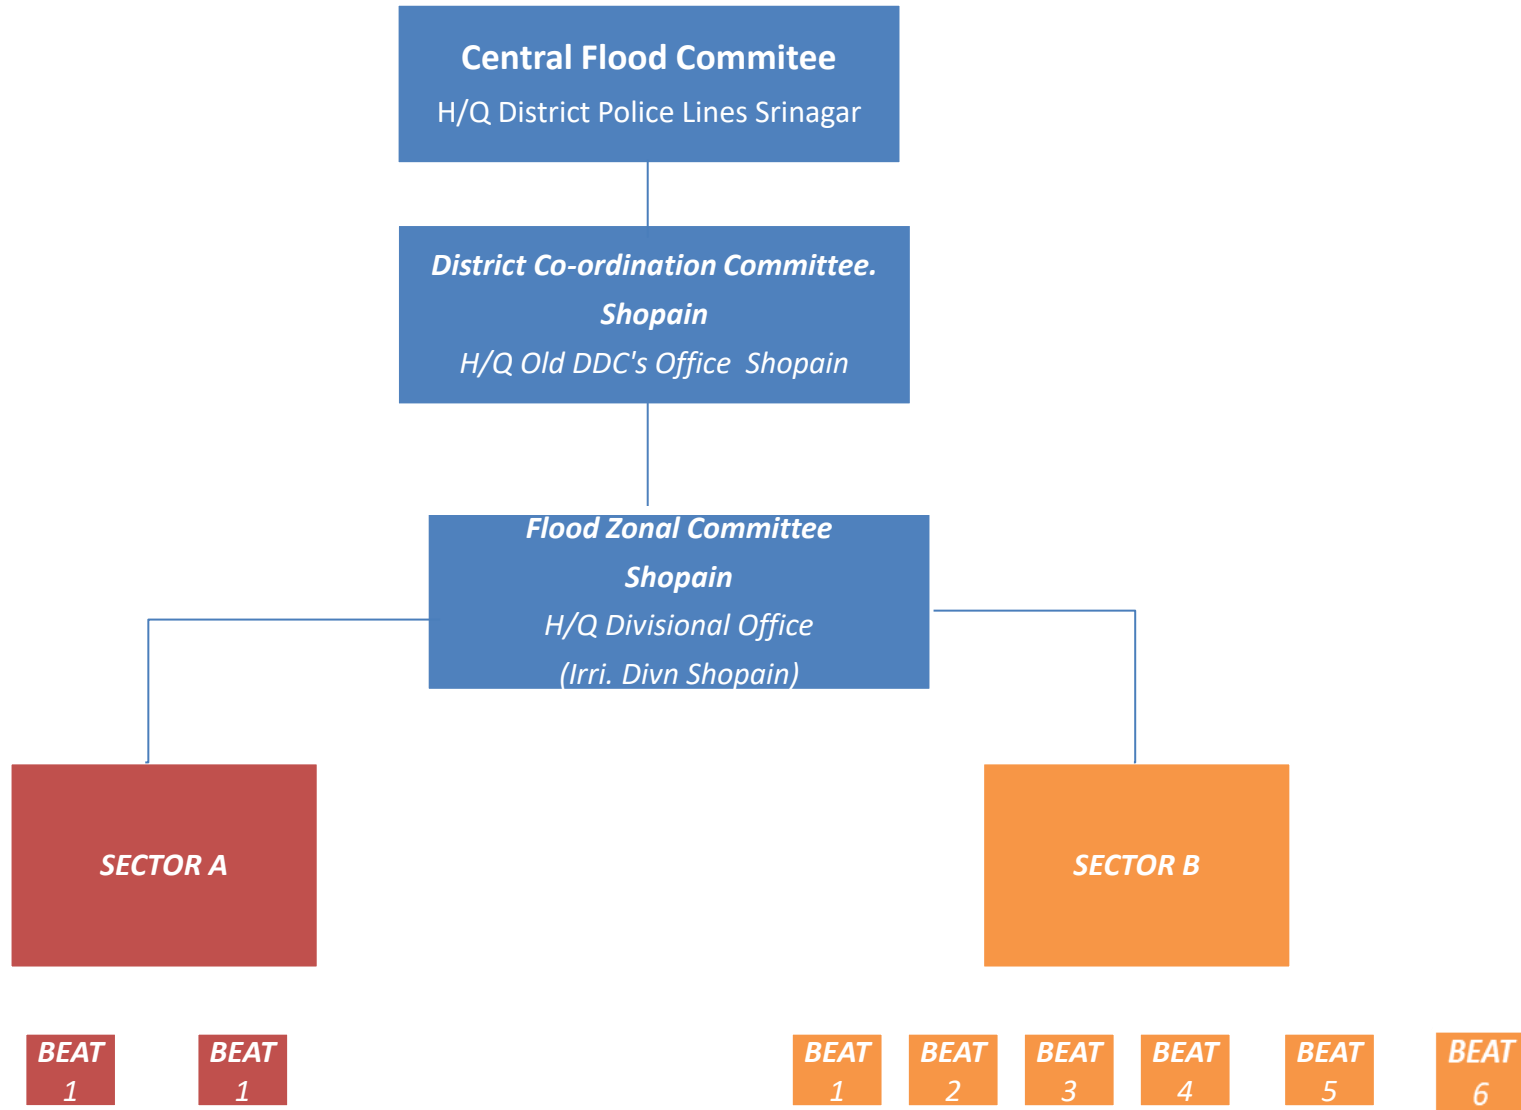 Central Flood Commitee
H/Q District Police Lines Srinagar
District Co-ordination Committee.
Shopain
H/Q Old DDC's Office Shopain
Flood Zonal Committee
Shopain
H/Q Divisional Office
(Irri. Divn Shopain)
SECTOR A
SECTOR B
BEAT
1
BEAT
1
BEAT
1
BEAT
2
BEAT
3
BEAT
4
BEAT
5
BEAT
6